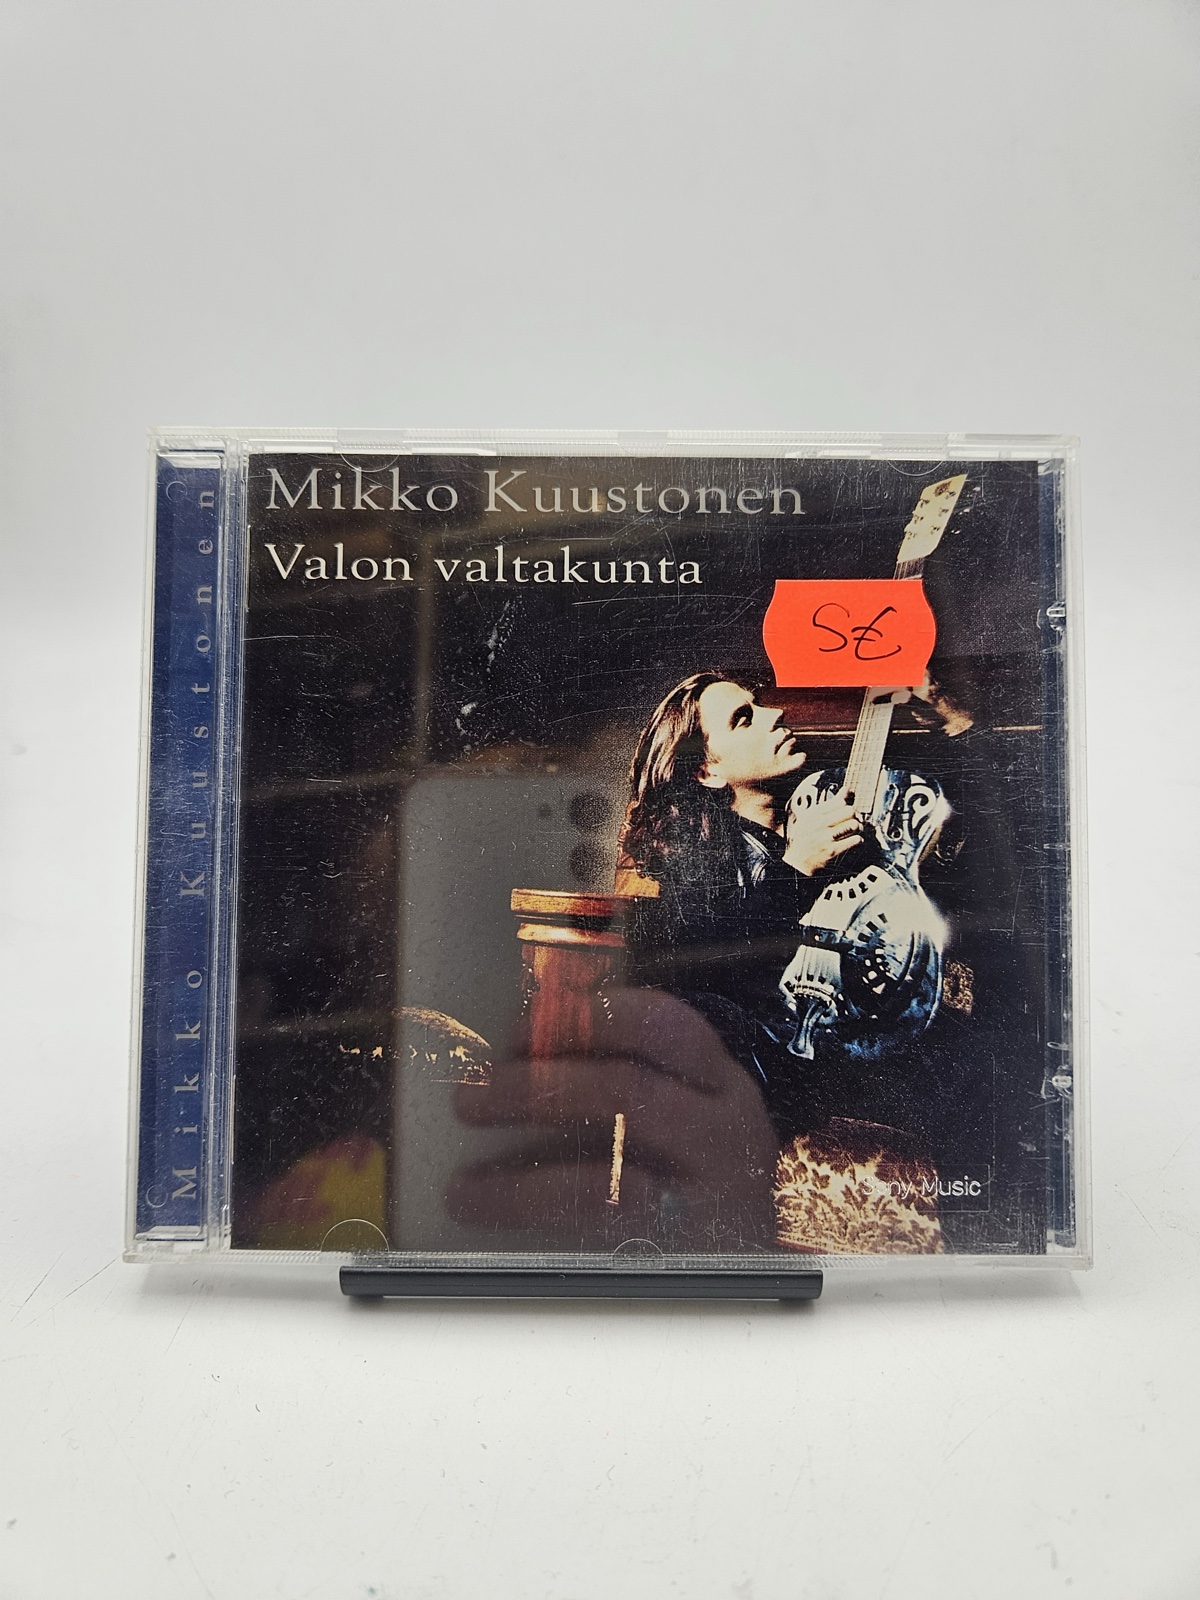 Mikko Kuustonen
Valon valtakunta
5€
Mikko Kuustonen
Sony Music